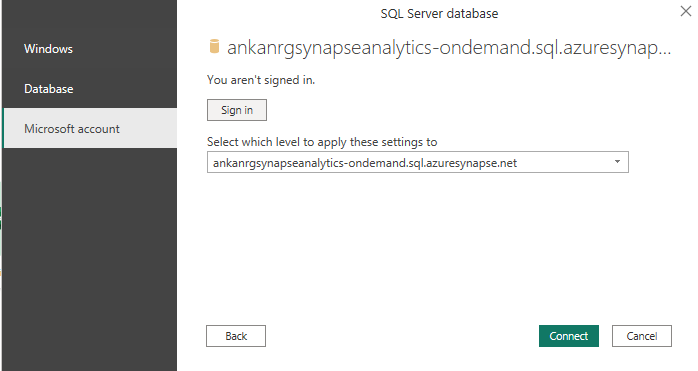 SQL Server database
Windows
Database
Microsoft account
ankanrgsynapseanalytics-ondemand.sql.azuresynap...
You aren't signed in.
Sign in
Select which level to apply these settings to
ankanrgsynapseanalytics-ondemand.sql.azuresynapse.net
Back
Connect
Cancel